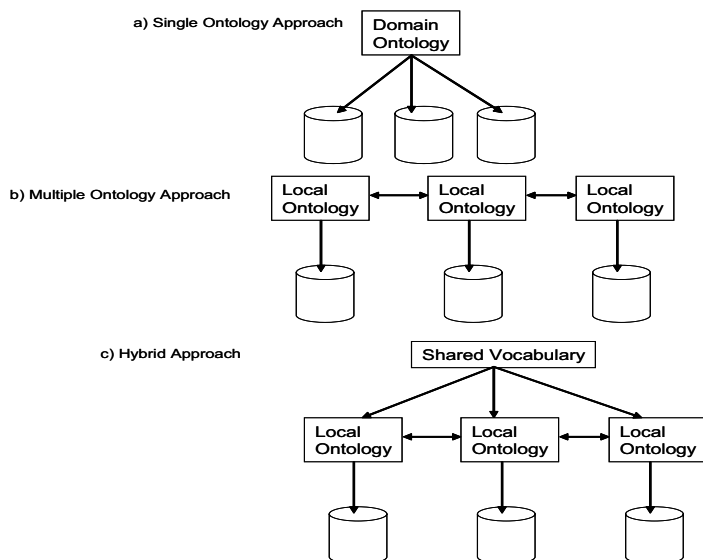 a) Single Ontology Approach
Domain
Ontology
b) Multiple Ontology Approach
Local
Ontology
Local
Ontology
Local
Ontology
c) Hybrid Approach
Shared Vocabulary
Local
Ontology
Local
Ontology
Local
Ontology